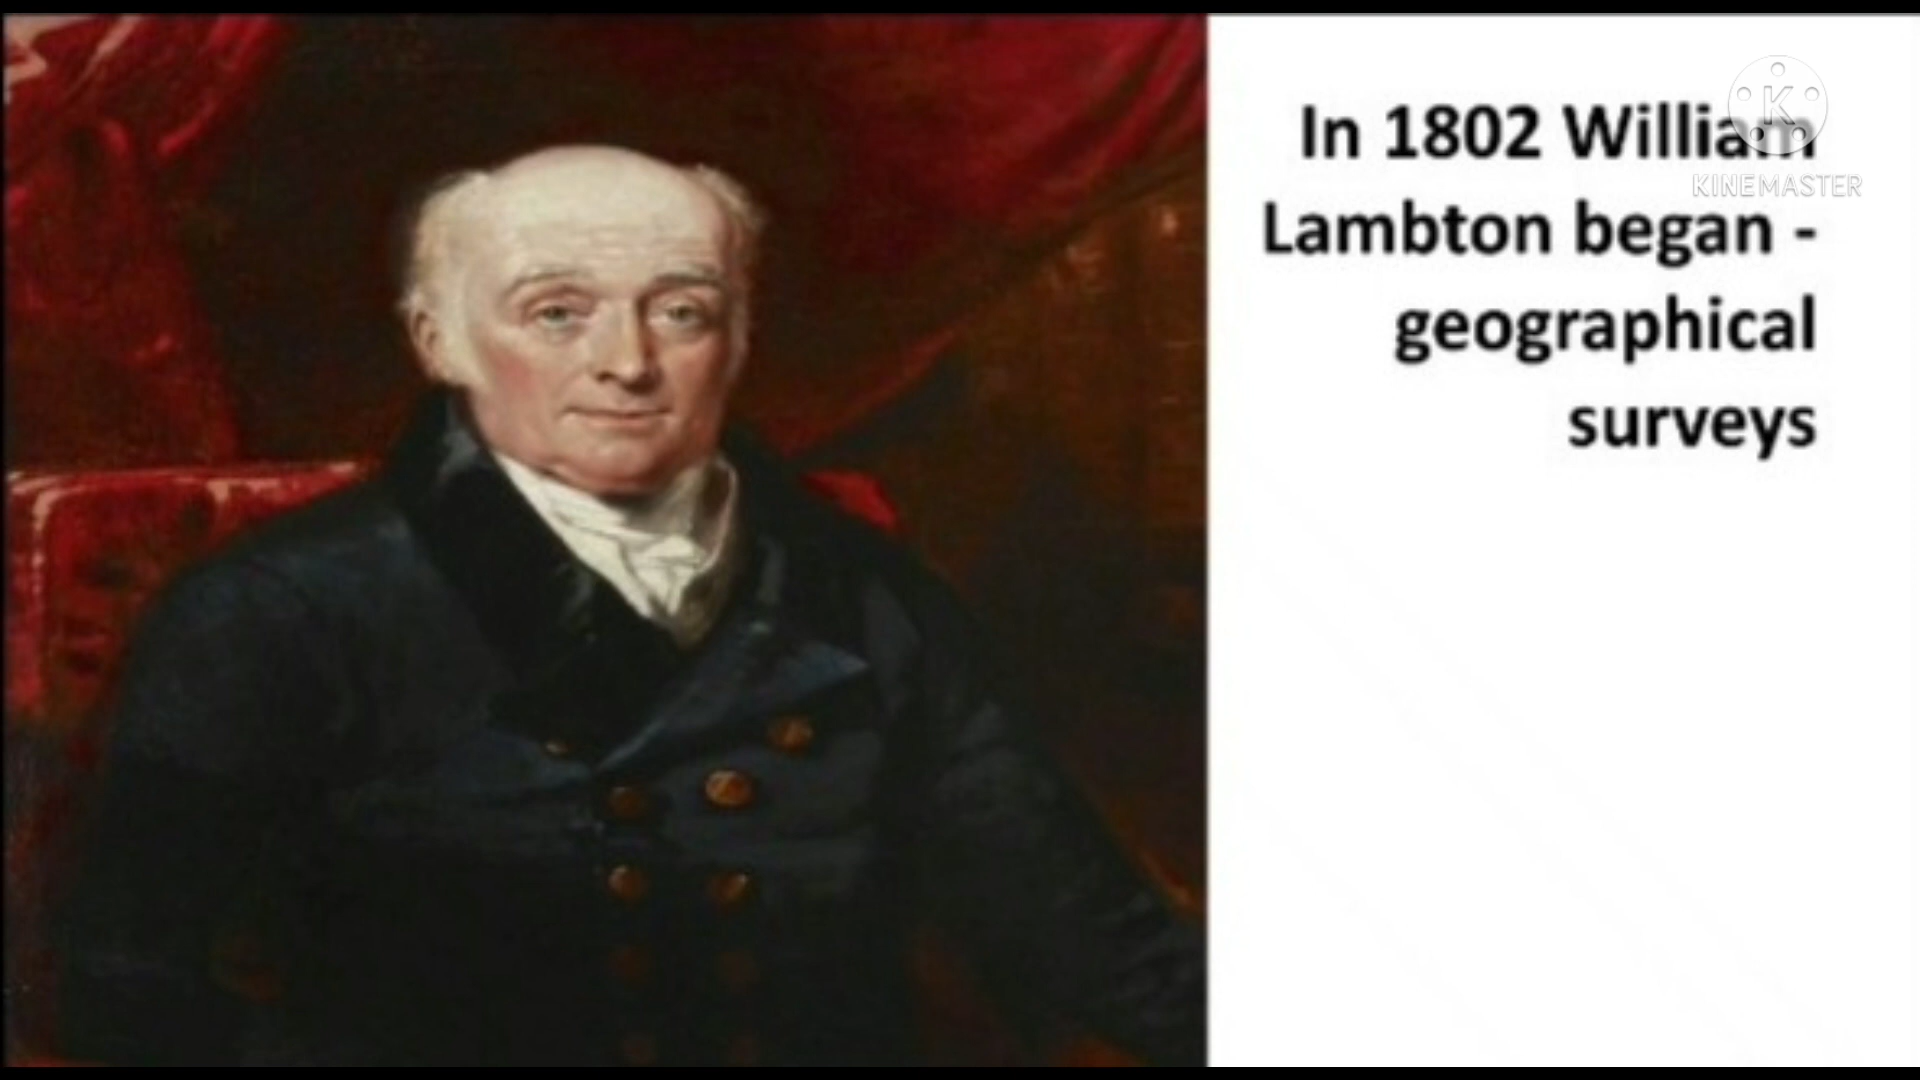 In 1802 William
Lambton began -
geographical
surveys
K
KINEMASTER